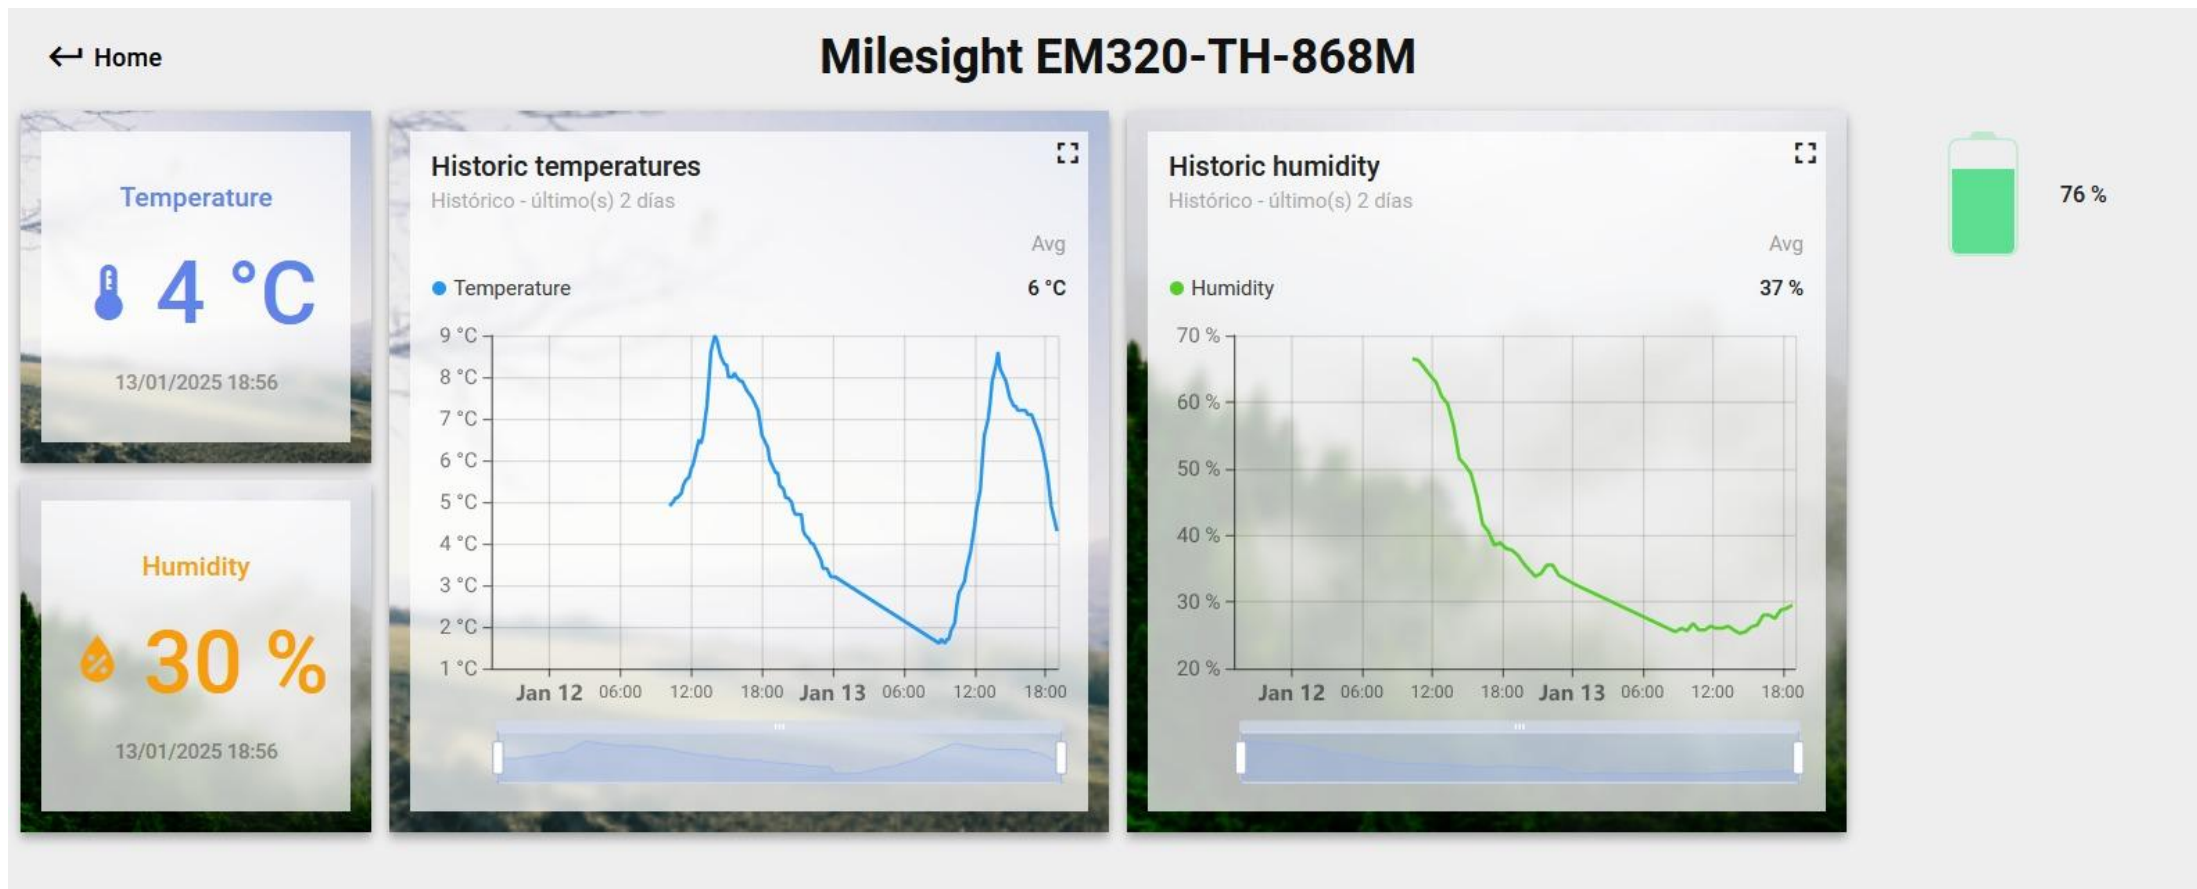 Home
Milesight EM320-TH-868M
Temperature
4 °C
13/01/2025 18:56
Humidity
30 %
13/01/2025 18:56
Historic temperatures
Histórico - último(s) 2 días
Avg
Temperature 6 °C
9 °C
8 °C
7 °C
6 °C
5 °C
4 °C
3 °C
2 °C
1 °C
Jan 12 06:00 12:00 18:00 Jan 13 06:00 12:00 18:00
Historic humidity
Histórico - último(s) 2 días
Avg
Humidity 37 %
70 %
60 %
50 %
40 %
30 %
20 %
Jan 12 06:00 12:00 18:00 Jan 13 06:00 12:00 18:00
76 %